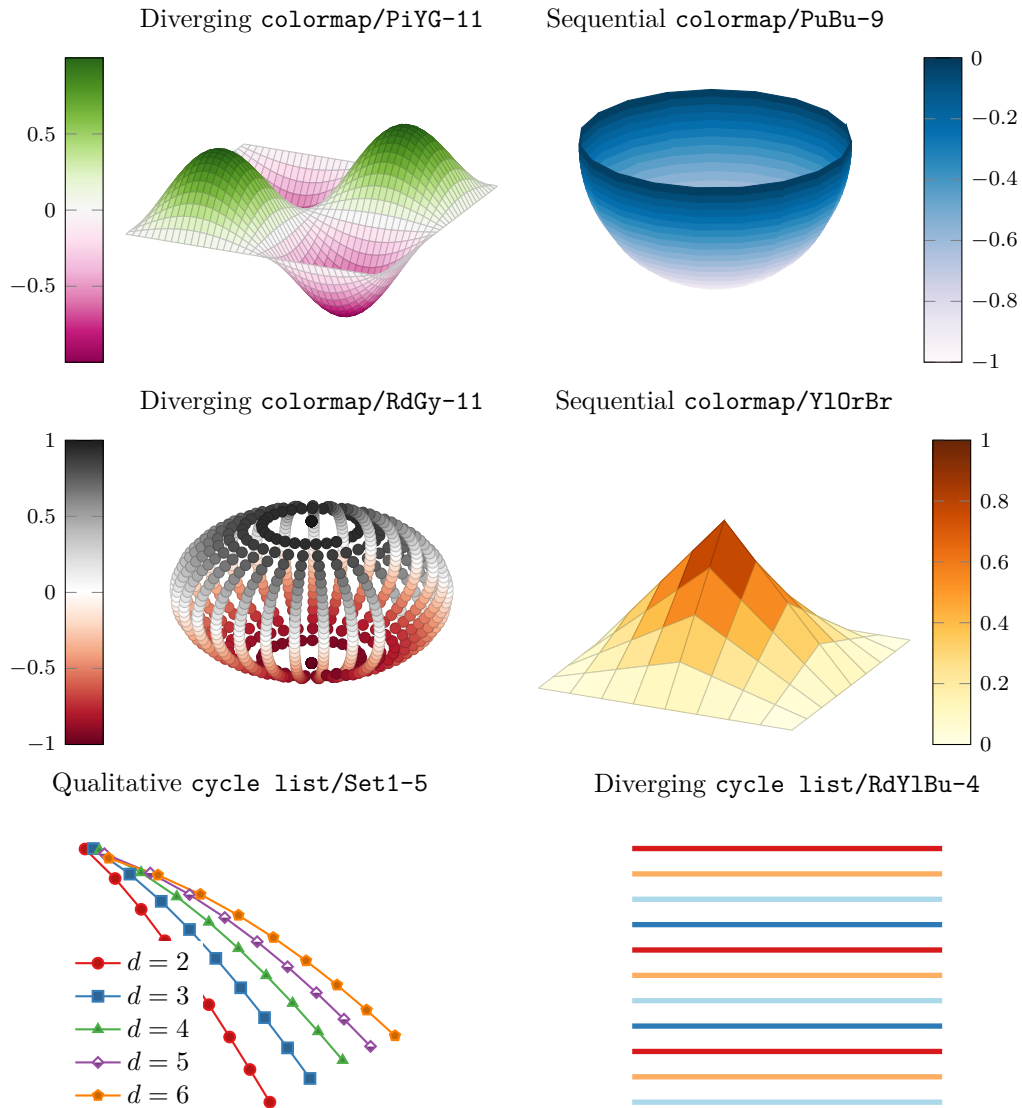 Diverging colormap/PiYG-11
0.5
0
−0.5
Sequential colormap/PuBu-9
0
−0.2
−0.4
−0.6
−0.8
−1
Diverging colormap/RdGy-11
1
0.5
0
−0.5
−1
Sequential colormap/YlOrBr
1
0.8
0.6
0.4
0.2
0
Qualitative cycle list/Set1-5
d = 2
d = 3
d = 4
d = 5
d = 6
Diverging cycle list/RdYlBu-4